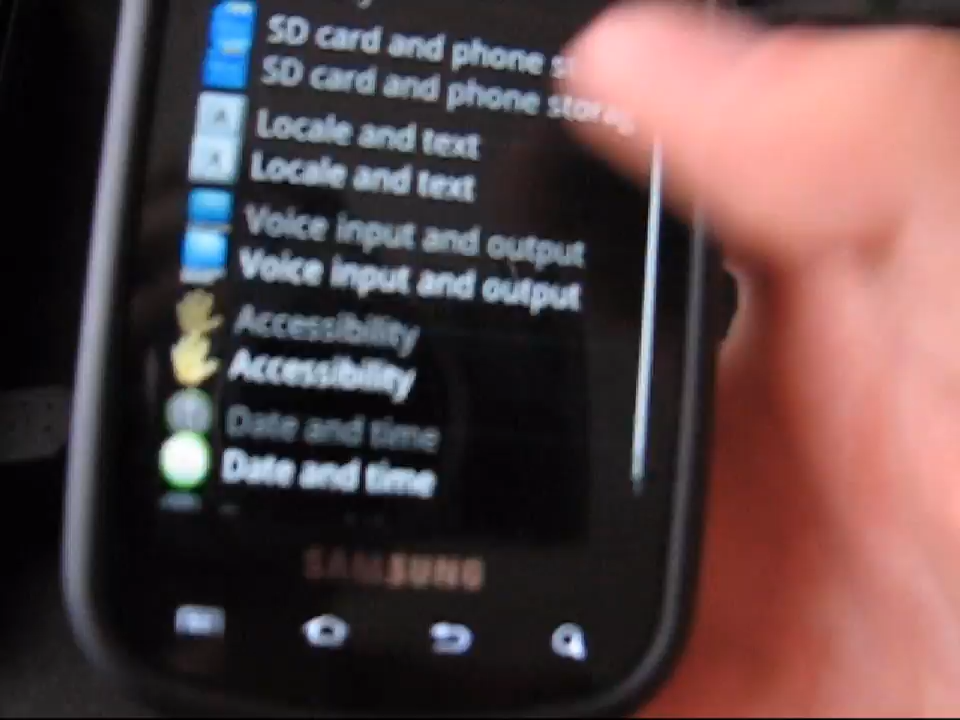 SD card and phone
SD card and phone storag
Locale and text
Locale and text
Voice input and output
Voice input and output
Accessibility
Accessibility
Date and time
Date and time
SAMSUNG